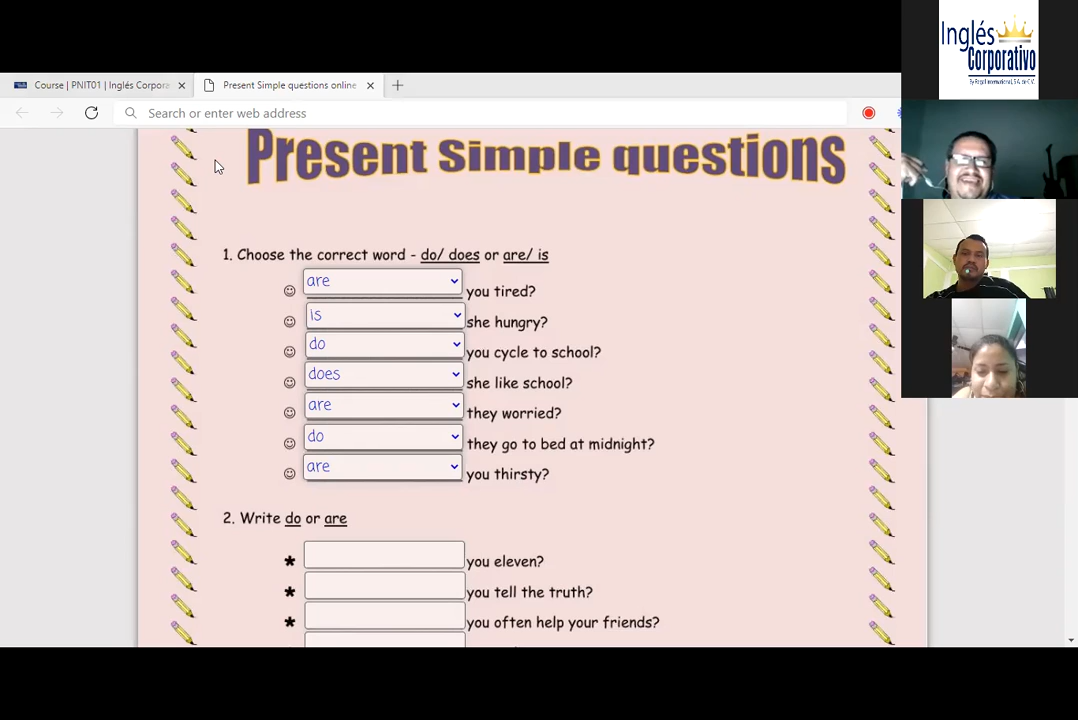 Course | PNIT01 | Inglés Corpora
Present Simple questions online
Search or enter web address
Inglés
Corporativo
Present Simple questions
1. Choose the correct word - do/ does or are/ is
are you tired?
is she hungry?
do you cycle to school?
does she like school?
are they worried?
do they go to bed at midnight?
are you thirsty?
2. Write do or are
* you eleven?
* you tell the truth?
* you often help your friends?